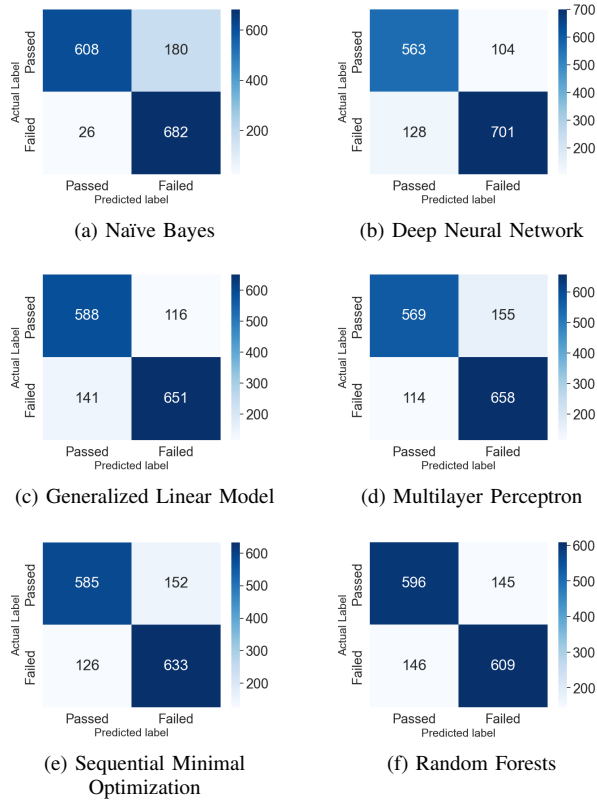 Actual Label
Passed
Failed
608 180
26 682
Passed Failed
Predicted label
600
400
200
(a) Naïve Bayes
Actual Label
Passed
Failed
563 104
128 701
Passed Failed
Predicted label
700
600
500
400
300
200
(b) Deep Neural Network
Actual Label
Passed
Failed
588 116
141 651
Passed Failed
Predicted label
600
500
400
300
200
(c) Generalized Linear Model
Actual Label
Passed
Failed
569 155
114 658
Passed Failed
Predicted label
600
500
400
300
200
(d) Multilayer Perceptron
Actual Label
Passed
Failed
585 152
126 633
Passed Failed
Predicted label
600
500
400
300
200
(e) Sequential Minimal
Optimization
Actual Label
Passed
Failed
596 145
146 609
Passed Failed
Predicted label
600
500
400
300
200
(f) Random Forests